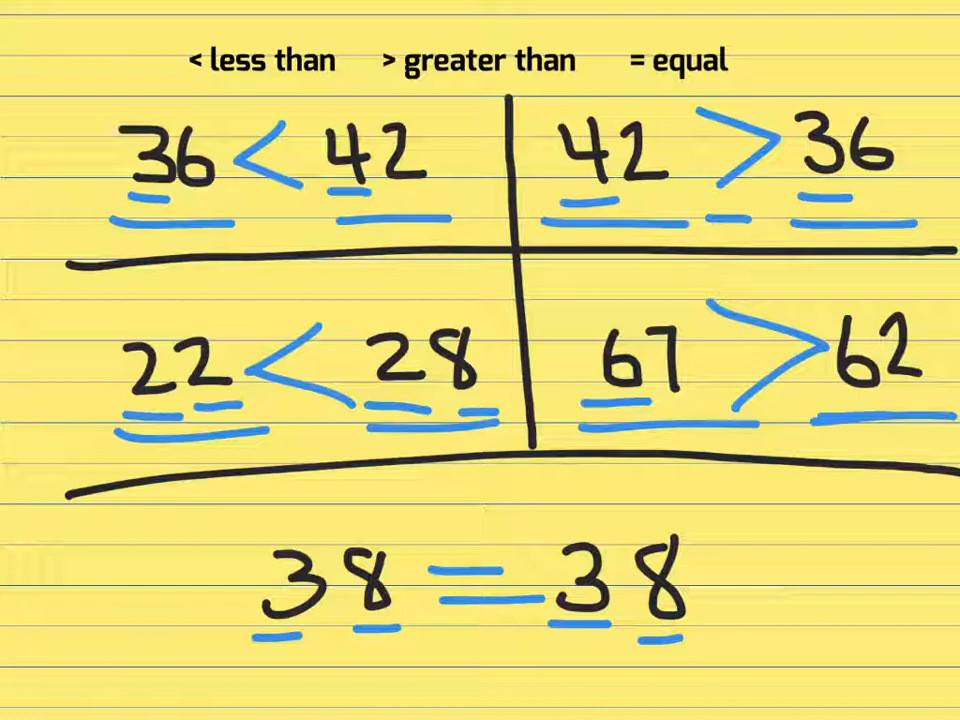 < less than > greater than = equal
36 < 42 42 > 36
22 < 28 67 > 62
38 = 38